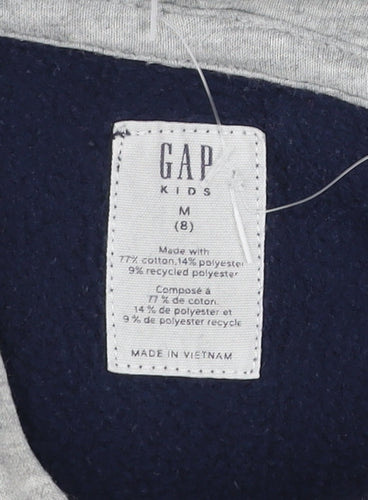 GAP
KIDS
M
(8)
Made with
77% cotton, 14% polyester
9% recycled polyester
Composé à
77 % de coton.
14 % de polyester et
9 % de polyester recycle
MADE IN VIETNAM